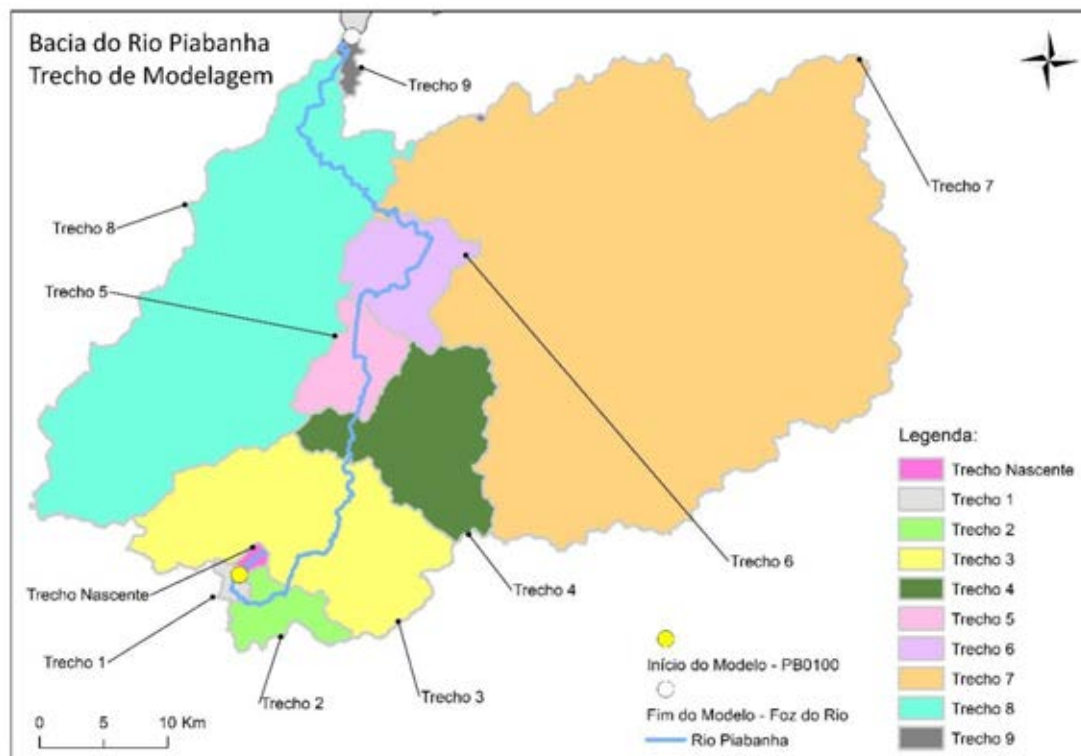 Bacia do Rio Piabanha
Trecho de Modelagem
Trecho 9
Trecho 7
Trecho 8
Trecho 5
Trecho 6
Trecho 4
Trecho Nascente
Trecho 1
Trecho 2
Trecho 3
0 5 10 Km
Início do Modelo - PB0100
Fim do Modelo - Foz do Rio
Rio Piabanha
Legenda:
Trecho Nascente
Trecho 1
Trecho 2
Trecho 3
Trecho 4
Trecho 5
Trecho 6
Trecho 7
Trecho 8
Trecho 9